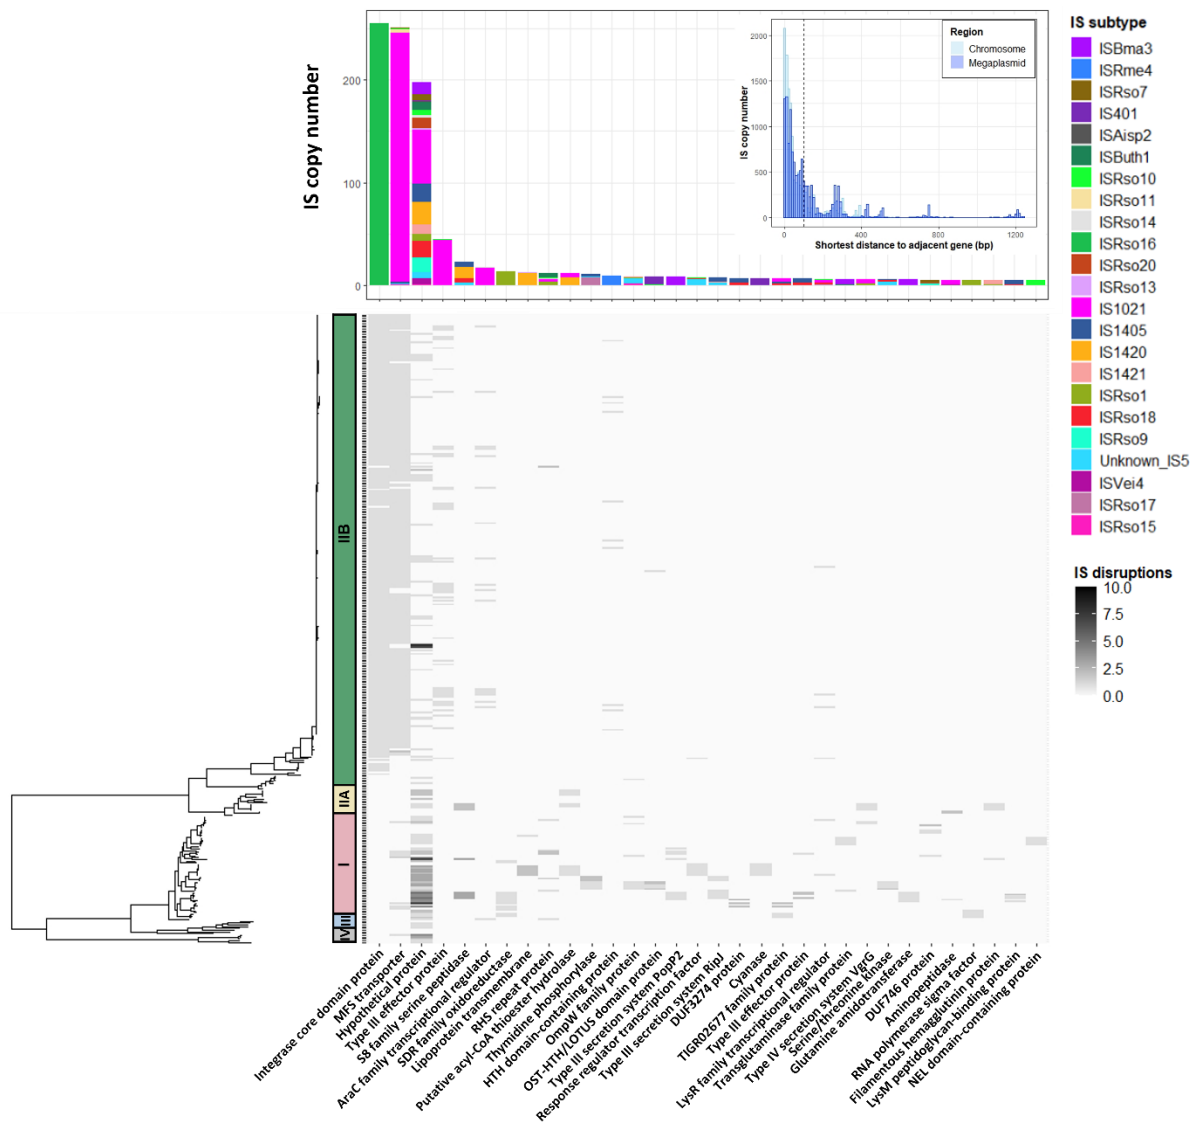 IS copy number
200
100
0
2000
1500
1000
500
0
IS copy number
0
400
800
1200
Shortest distance to adjacent gene (bp)
Region
Chromosome
Megaplasmid
IS subtype
ISBma3
ISRme4
ISRso7
IS401
ISAisp2
ISButh1
ISRso10
ISRso11
ISRso14
ISRso16
ISRso20
ISRso13
IS1021
IS1405
IS1420
IS1421
ISRso1
ISRso18
ISRso9
Unknown_IS5
ISVei4
ISRso17
ISRso15
IS disruptions
10.0
7.5
5.0
2.5
0.0
IIB
IIA
I
III
IV
Integrase core domain protein
MFS transporter
Hypothetical protein
Type III effector protein
S8 family serine peptidase
AraC family transcriptional regulator
SDR family oxidoreductase
Lipoprotein transmembrane
RHS repeat protein
Putative acyl-CoA thioester hydrolase
Thymidine phosphorylase
HTH domain-containing protein
OmpW family protein
OST-HTH/LOTUS domain protein
Type III secretion system PopP2
Response regulator transcription factor
Type III secretion system RipJ
DUF3274 protein
Cyanase
TIGR02677 family protein
Type III effector protein
LysR family transcriptional regulator
Transglutaminase family protein
Type IV secretion system VgrG
Serine/threonine kinase
Glutamine amidotransferase
DUF746 protein
Aminopeptidase
RNA polymerase sigma factor
Filamentous hemagglutinin protein
LysM peptidoglycan-binding protein
NEL domain-containing protein